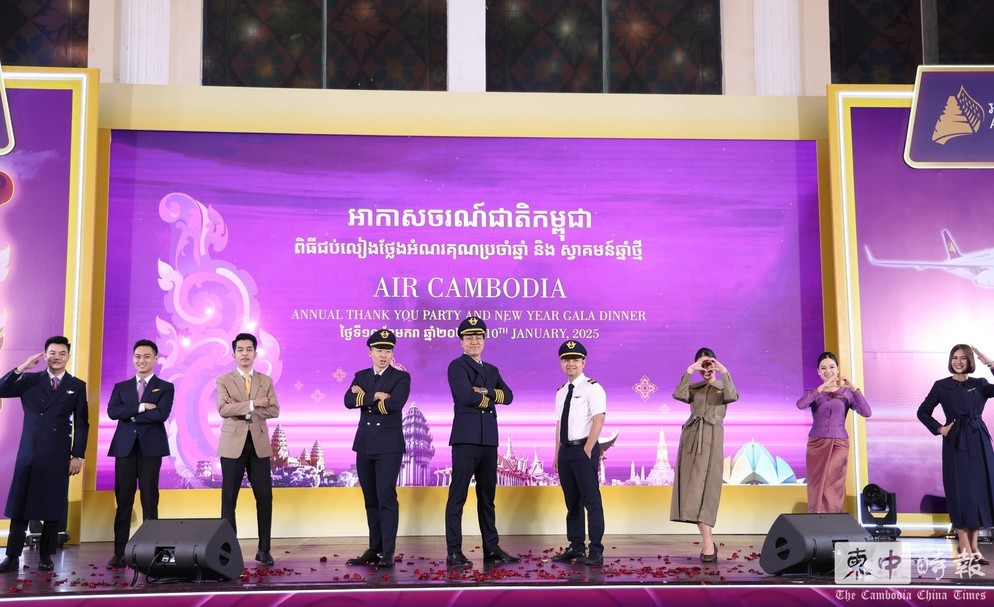 អាកាសចរណ៍ជាតិកម្ពុជា
ពិធីជប់លៀងថ្លែងអំណរគុណប្រចាំឆ្នាំ និង ស្វាគមន៍ឆ្នាំថ្មី
AIR CAMBODIA
ANNUAL THANK YOU PARTY AND NEW YEAR GALA DINNER
10TH JANUARY, 2025
柬中時報
The Cambodia China Times